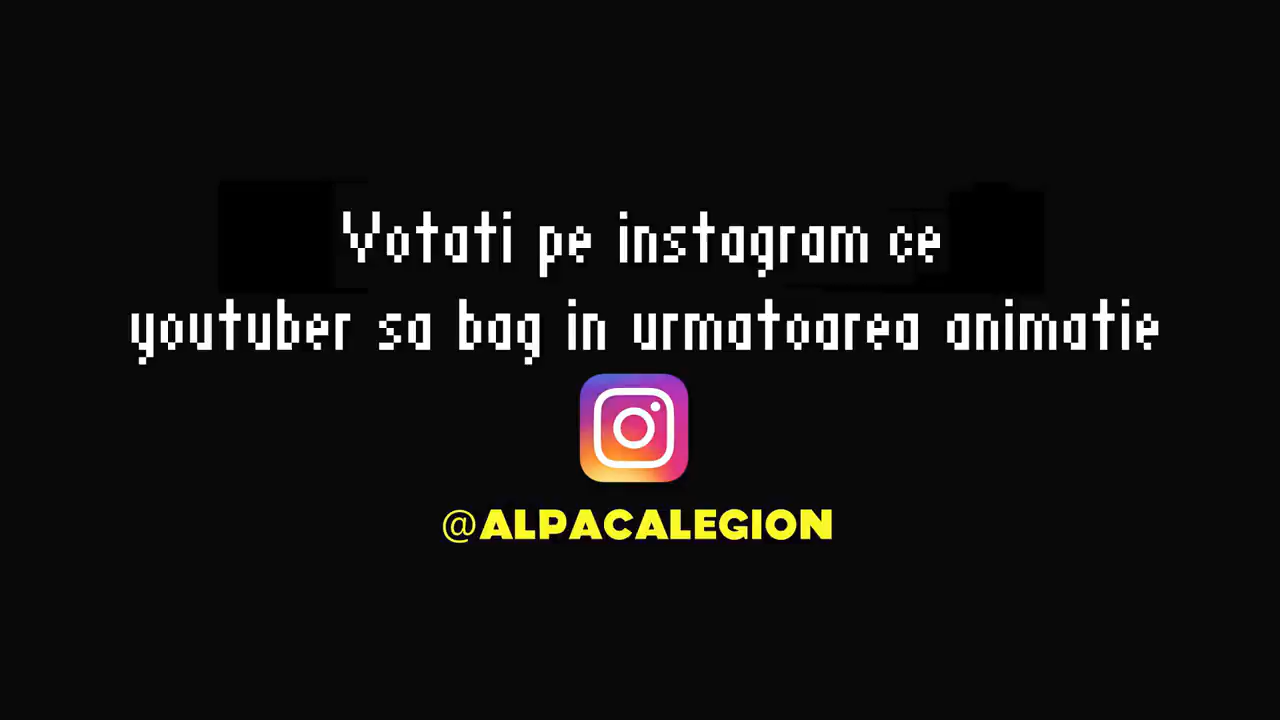 Votati pe instagram ce
youtuber sa bag in urmatoarea animatie
@ALPACALEGION